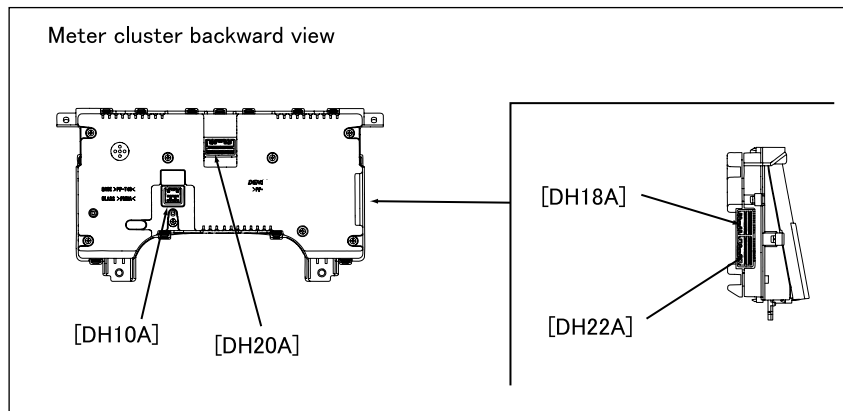 Meter cluster backward view
[DH18A]
[DH10A]
[DH20A]
[DH22A]